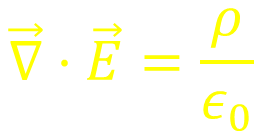 ∇⃗ · E⃗ = ρ / ϵ₀